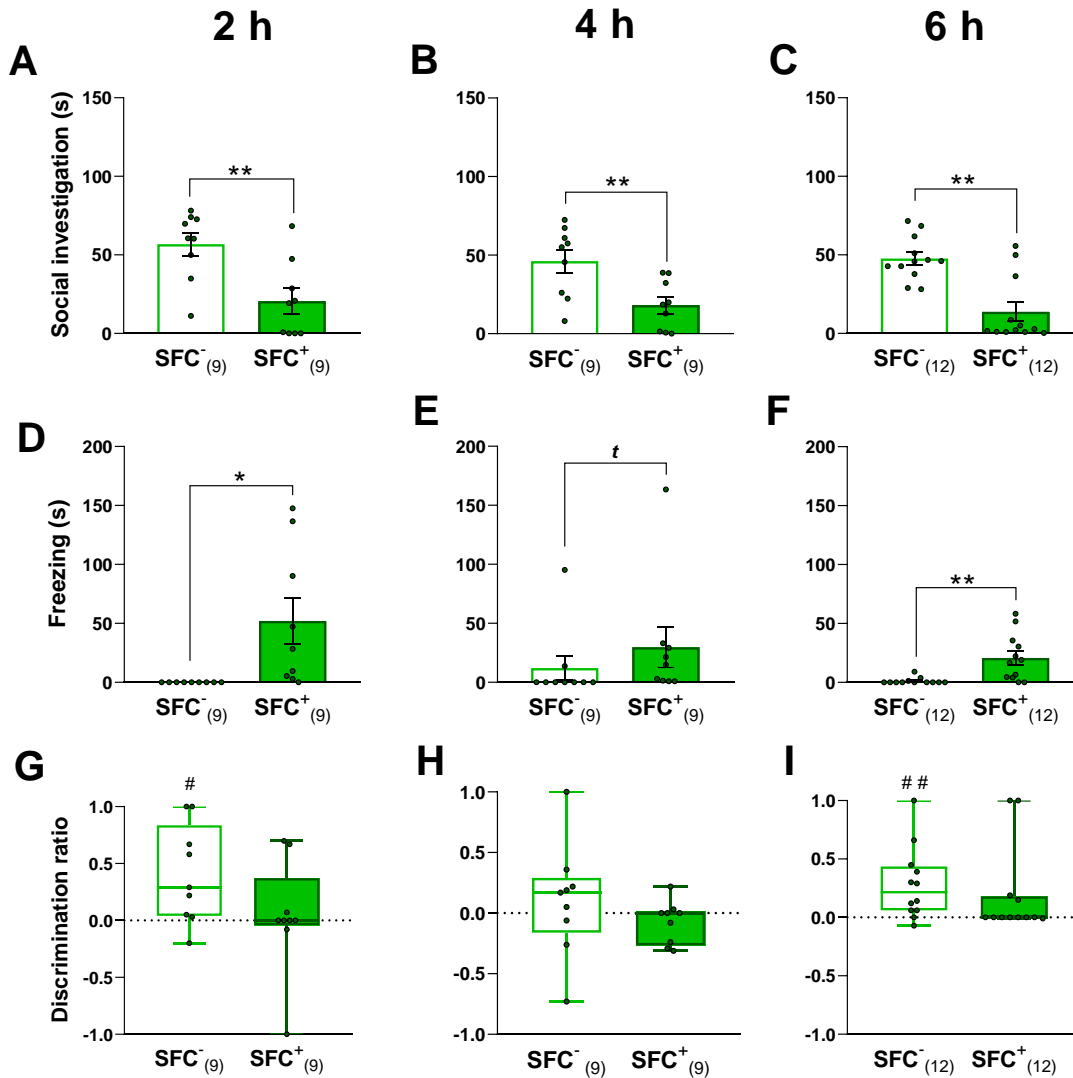 2 h 4 h 6 h
A B C
Social investigation (s)
150 150 150
** ** **
100 100 100
50 50 50
0 0 0
SFC-(9) SFC+(9) SFC-(9) SFC+(9) SFC-(12) SFC+(12)
D E F
Freezing (s)
200 200 200
* t
150 150 150
100 100 100
**
50 50 50
0 0 0
SFC-(9) SFC+(9) SFC-(9) SFC+(9) SFC-(12) SFC+(12)
G H I
Discrimination ratio
# # #
1.0 1.0 1.0
0.5 0.5 0.5
0.0 0.0 0.0
-0.5 -0.5 -0.5
-1.0 -1.0 -1.0
SFC-(9) SFC+(9) SFC-(9) SFC+(9) SFC-(12) SFC+(12)